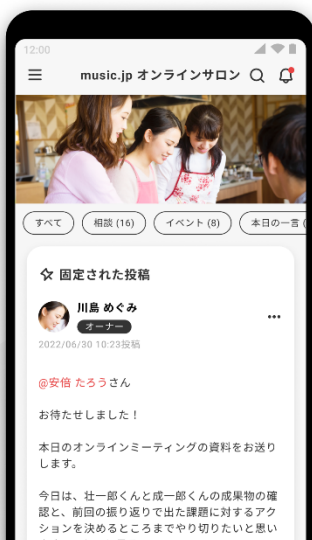 12:00
music.jp オンラインサロン
すべて
相談 (16)
イベント (8)
本日の一言 (
固定された投稿
川島 めぐみ
オーナー
2022/06/30 10:23投稿
@安倍 たろうさん
お待たせしました！
本日のオンラインミーティングの資料をお送り
します。
今日は、壮一郎くんと成一郎くんの成果物の確
認と、前回の振り返りで出た課題に対するアク
ションを決めるところまでやり切りたいと思い